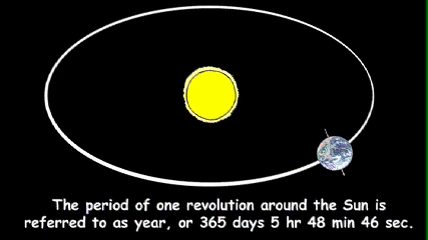 The period of one revolution around the Sun is
referred to as year, or 365 days 5 hr 48 min 46 sec.